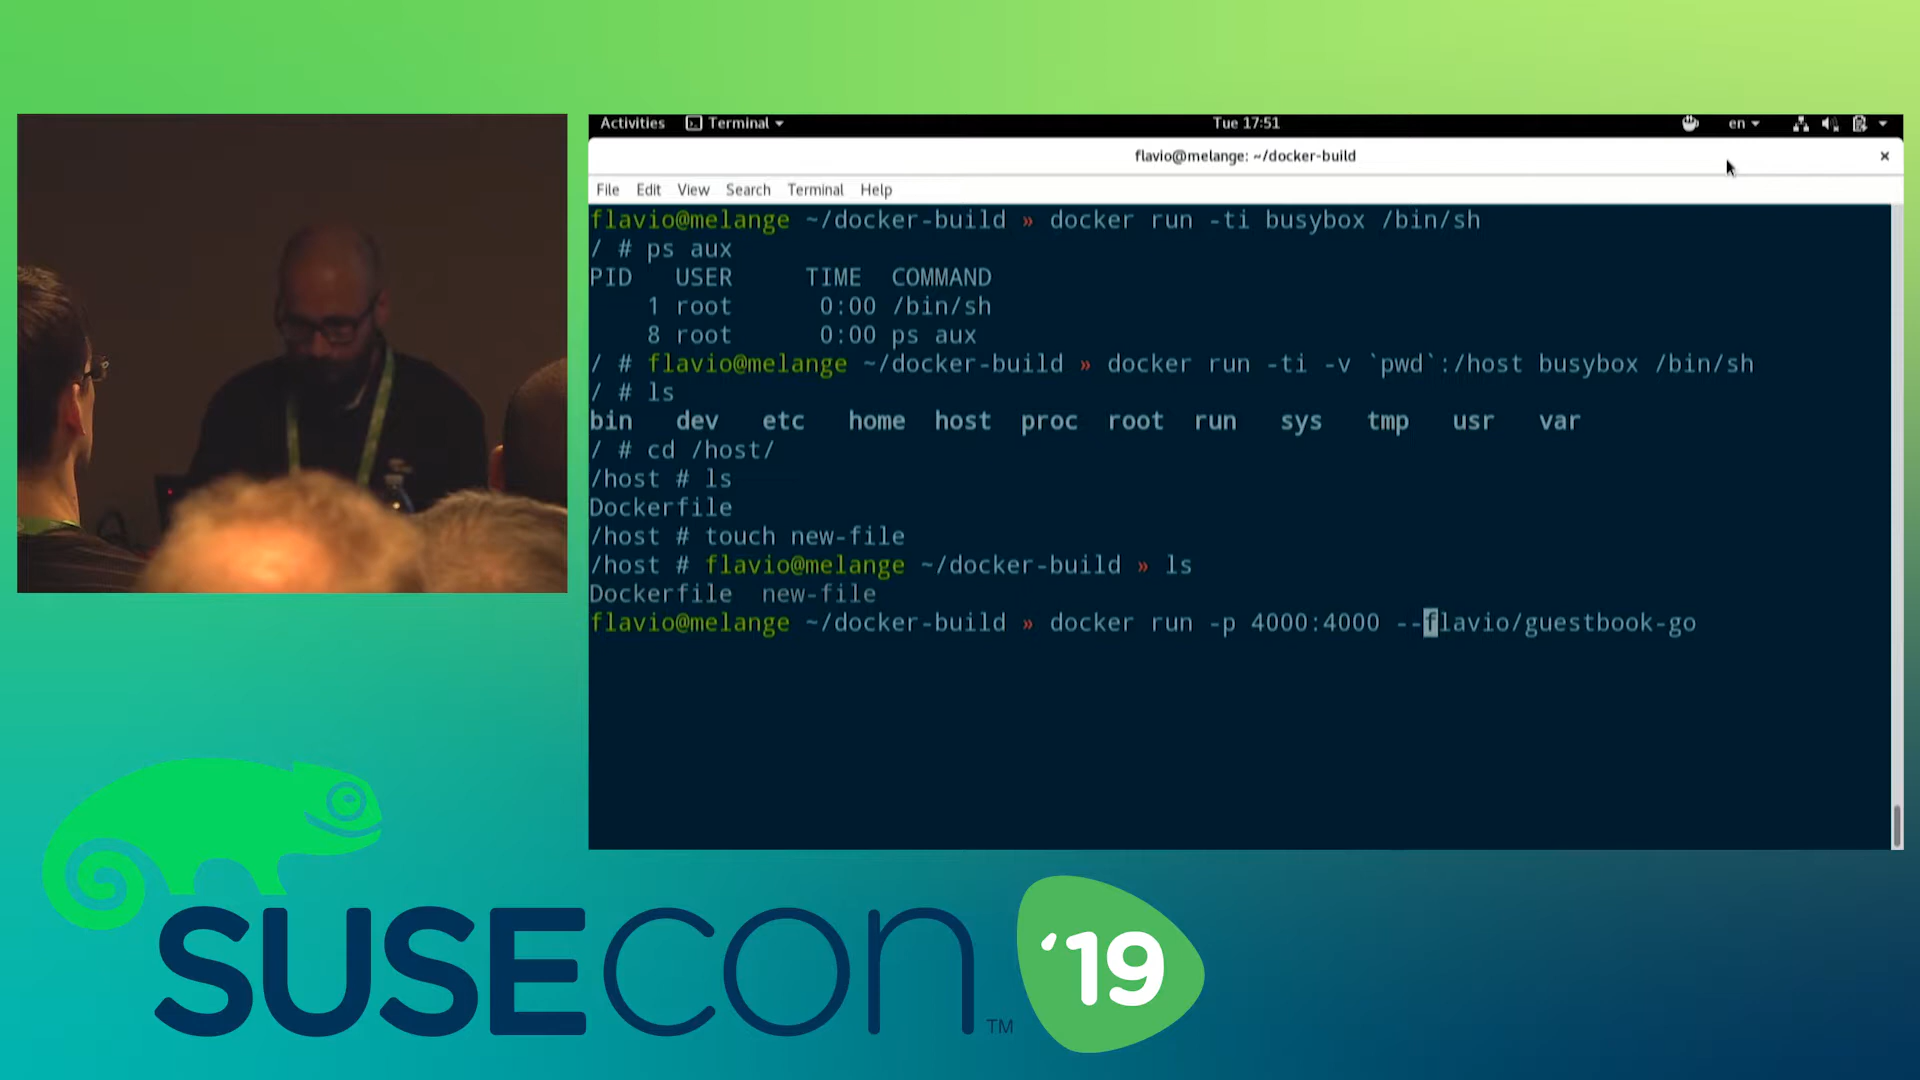 Activities Terminal Tue 17:51 en
flavio@melange: ~/docker-build ×
File Edit View Search Terminal Help
flavio@melange ~/docker-build » docker run -ti busybox /bin/sh
/ # ps aux
PID USER TIME COMMAND
1 root 0:00 /bin/sh
8 root 0:00 ps aux
/ # flavio@melange ~/docker-build » docker run -ti -v `pwd`:/host busybox /bin/sh
/ # ls
bin dev etc home host proc root run sys tmp usr var
/ # cd /host/
/host # ls
Dockerfile
/host # touch new-file
/host # flavio@melange ~/docker-build » ls
Dockerfile new-file
flavio@melange ~/docker-build » docker run -p 4000:4000 --flavio/guestbook-go
SUSECON ™ '19